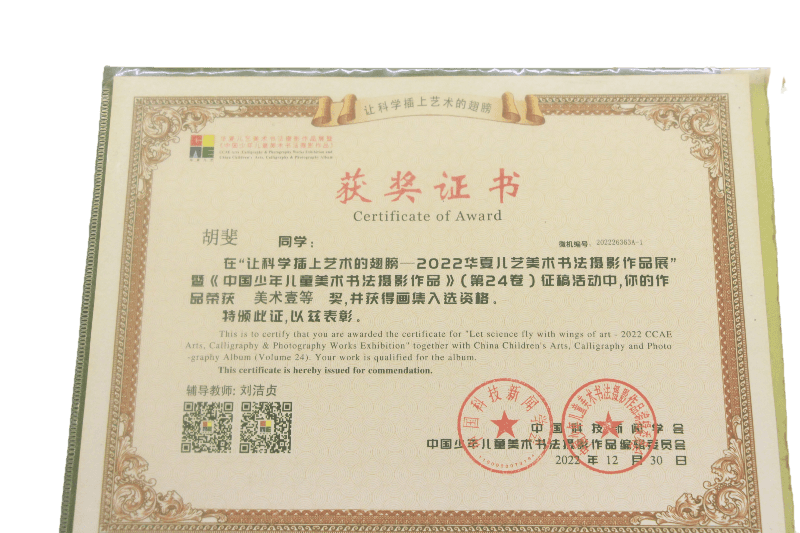 让科学插上艺术的翅膀
获奖证书
Certificate of Award
胡斐 同学：
微机编号: 202226363A-1
在“让科学插上艺术的翅膀—2022华夏儿艺美术书法摄影作品展”
暨《中国少年儿童美术书法摄影作品》（第24卷）征稿活动中，你的作
品荣获 美术壹等 奖，并获得画集入选资格。
特颁此证，以兹表彰。
This is to certify that you are awarded the certificate for "Let science fly with wings of art - 2022 CCAE
Arts, Calligraphy & Photography Works Exhibition" together with China Children's Arts, Calligraphy and Photo
-graphy Album (Volume 24). Your work is qualified for the album.
This certificate is hereby issued for commendation.
辅导教师: 刘洁贞
中国科技新闻学会
中国少年儿童美术书法摄影作品编辑委员会
2022 年 12 月 30 日